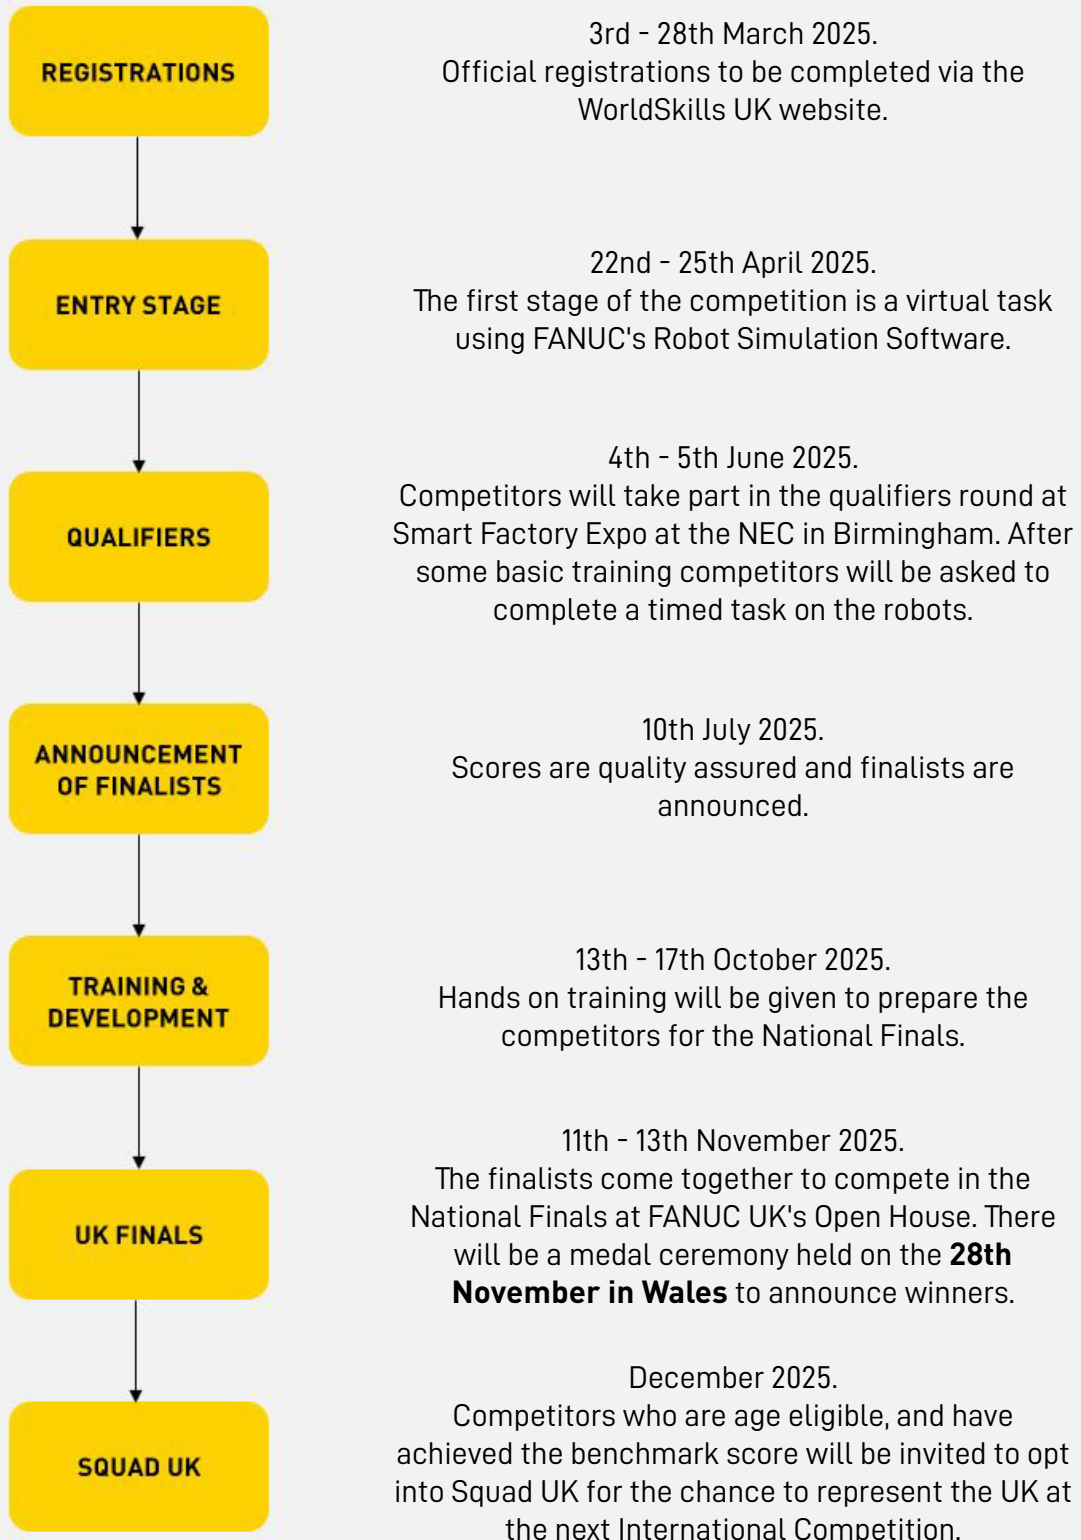 REGISTRATIONS
3rd - 28th March 2025.
Official registrations to be completed via the
WorldSkills UK website.
ENTRY STAGE
22nd - 25th April 2025.
The first stage of the competition is a virtual task
using FANUC's Robot Simulation Software.
QUALIFIERS
4th - 5th June 2025.
Competitors will take part in the qualifiers round at
Smart Factory Expo at the NEC in Birmingham. After
some basic training competitors will be asked to
complete a timed task on the robots.
ANNOUNCEMENT
OF FINALISTS
10th July 2025.
Scores are quality assured and finalists are
announced.
TRAINING &
DEVELOPMENT
13th - 17th October 2025.
Hands on training will be given to prepare the
competitors for the National Finals.
UK FINALS
11th - 13th November 2025.
The finalists come together to compete in the
National Finals at FANUC UK's Open House. There
will be a medal ceremony held on the 28th
November in Wales to announce winners.
SQUAD UK
December 2025.
Competitors who are age eligible, and have
achieved the benchmark score will be invited to opt
into Squad UK for the chance to represent the UK at
the next International Competition.